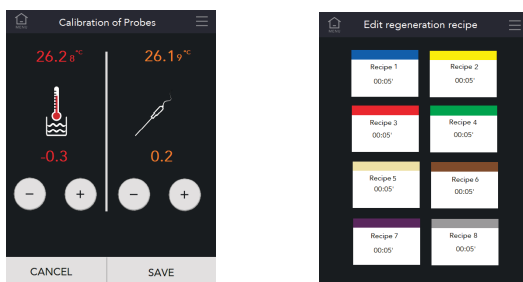 Calibration of Probes
MENU
26.28°C
26.19°C
-0.3
0.2
- + - +
CANCEL SAVE
Edit regeneration recipe
MENU
Recipe 1
00:05'
Recipe 2
00:05'
Recipe 3
00:05'
Recipe 4
00:05'
Recipe 5
00:05'
Recipe 6
00:05'
Recipe 7
00:05'
Recipe 8
00:05'